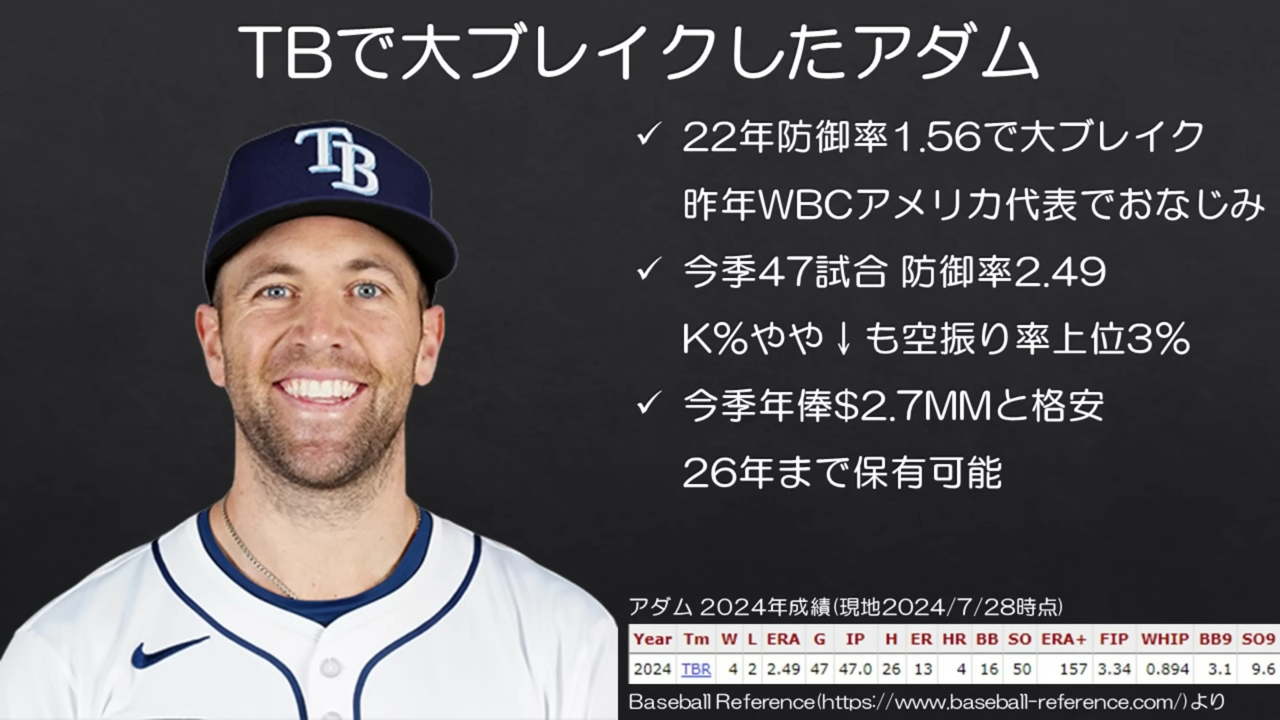 TBで大ブレイクしたアダム
TB
✓ 22年防御率1.56で大ブレイク
昨年WBCアメリカ代表でおなじみ
✓ 今季47試合 防御率2.49
K%やや↓も空振り率上位3%
✓ 今季年俸$2.7MMと格安
26年まで保有可能
アダム 2024年成績(現地2024/7/28時点)
Year Tm W L ERA G IP H ER HR BB SO ERA+ FIP WHIP BB9 SO9
2024 TBR 4 2 2.49 47 47.0 26 13 4 16 50 157 3.34 0.894 3.1 9.6
Baseball Reference(https://www.baseball-reference.com/)より